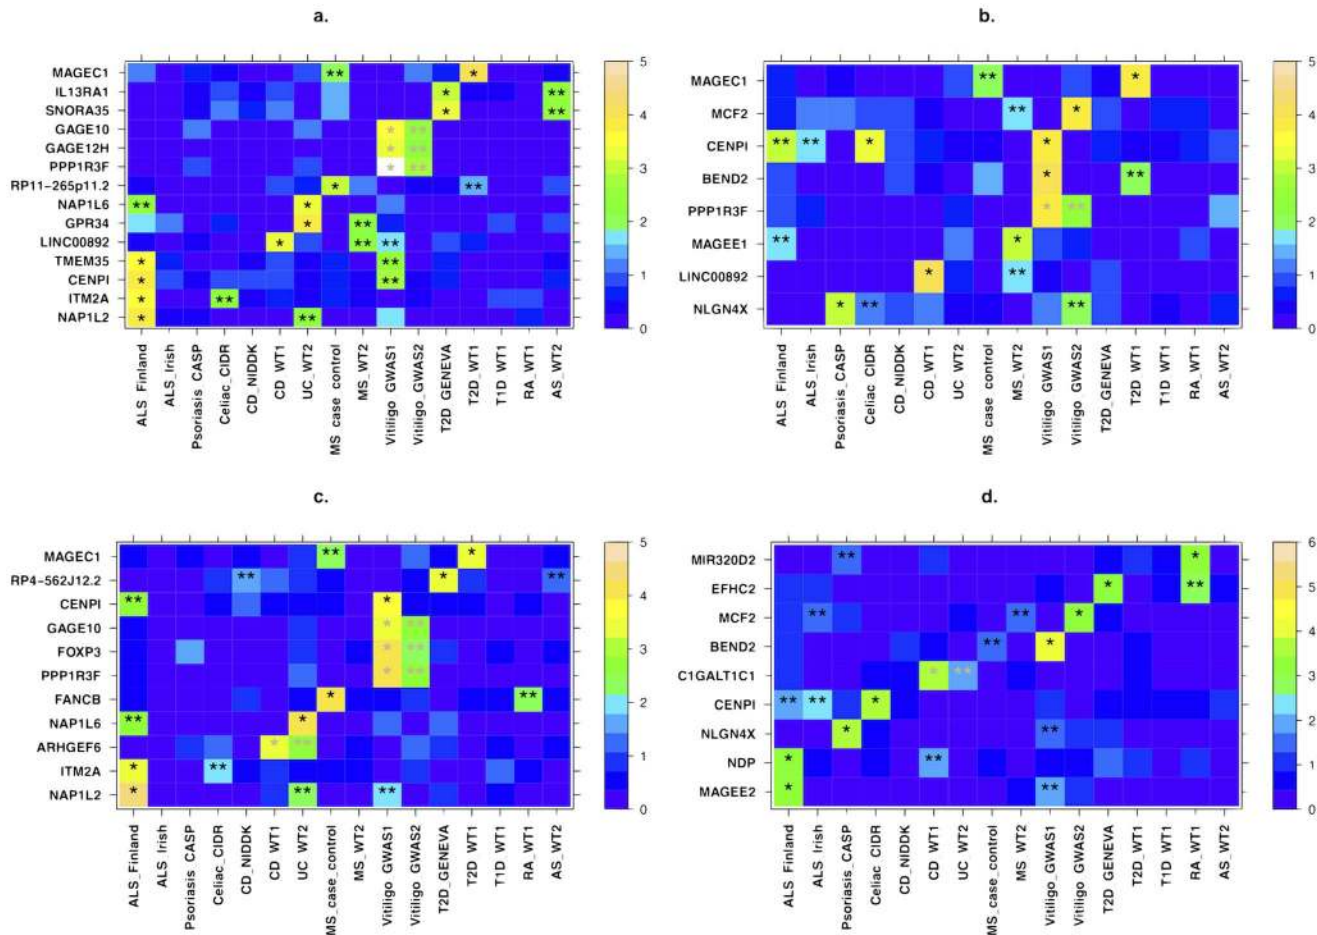 a.
MAGEC1
IL13RA1
SNORA35
GAGE10
GAGE12H
PPP1R3F
RP11-265p11.2
NAP1L6
GPR34
LINC00892
TMEM35
CENPI
ITM2A
NAP1L2
** *
* **
* **
* **
* **
* **
* **
** *
* **
* ** **
* **
* **
* **
* **
5
4
3
2
1
0
ALS_Finland
ALS_Irish
Psoriasis_CASP
Celiac_CIDR
CD_NIDDK
CD_WT1
UC_WT2
MS_case_control
MS_WT2
Vitiligo_GWAS1
Vitiligo_GWAS2
T2D_GENEVA
T2D_WT1
T1D_WT1
RA_WT1
AS_WT2
b.
MAGEC1
MCF2
CENPI
BEND2
PPP1R3F
MAGEE1
LINC00892
NLGN4X
** *
** *
** ** * *
* **
* **
** *
* **
* ** **
5
4
3
2
1
0
ALS_Finland
ALS_Irish
Psoriasis_CASP
Celiac_CIDR
CD_NIDDK
CD_WT1
UC_WT2
MS_case_control
MS_WT2
Vitiligo_GWAS1
Vitiligo_GWAS2
T2D_GENEVA
T2D_WT1
T1D_WT1
RA_WT1
AS_WT2
c.
MAGEC1
RP4-562J12.2
CENPI
GAGE10
FOXP3
PPP1R3F
FANCB
NAP1L6
ARHGEF6
ITM2A
NAP1L2
** *
** * **
** *
* **
* **
* **
* **
** *
* **
* **
* ** **
5
4
3
2
1
0
ALS_Finland
ALS_Irish
Psoriasis_CASP
Celiac_CIDR
CD_NIDDK
CD_WT1
UC_WT2
MS_case_control
MS_WT2
Vitiligo_GWAS1
Vitiligo_GWAS2
T2D_GENEVA
T2D_WT1
T1D_WT1
RA_WT1
AS_WT2
d.
MIR320D2
EFHC2
MCF2
BEND2
C1GALT1C1
CENPI
NLGN4X
NDP
MAGEE2
** *
* **
** ** *
** *
* **
** ** *
* **
* **
* **
6
5
4
3
2
1
0
ALS_Finland
ALS_Irish
Psoriasis_CASP
Celiac_CIDR
CD_NIDDK
CD_WT1
UC_WT2
MS_case_control
MS_WT2
Vitiligo_GWAS1
Vitiligo_GWAS2
T2D_GENEVA
T2D_WT1
T1D_WT1
RA_WT1
AS_WT2